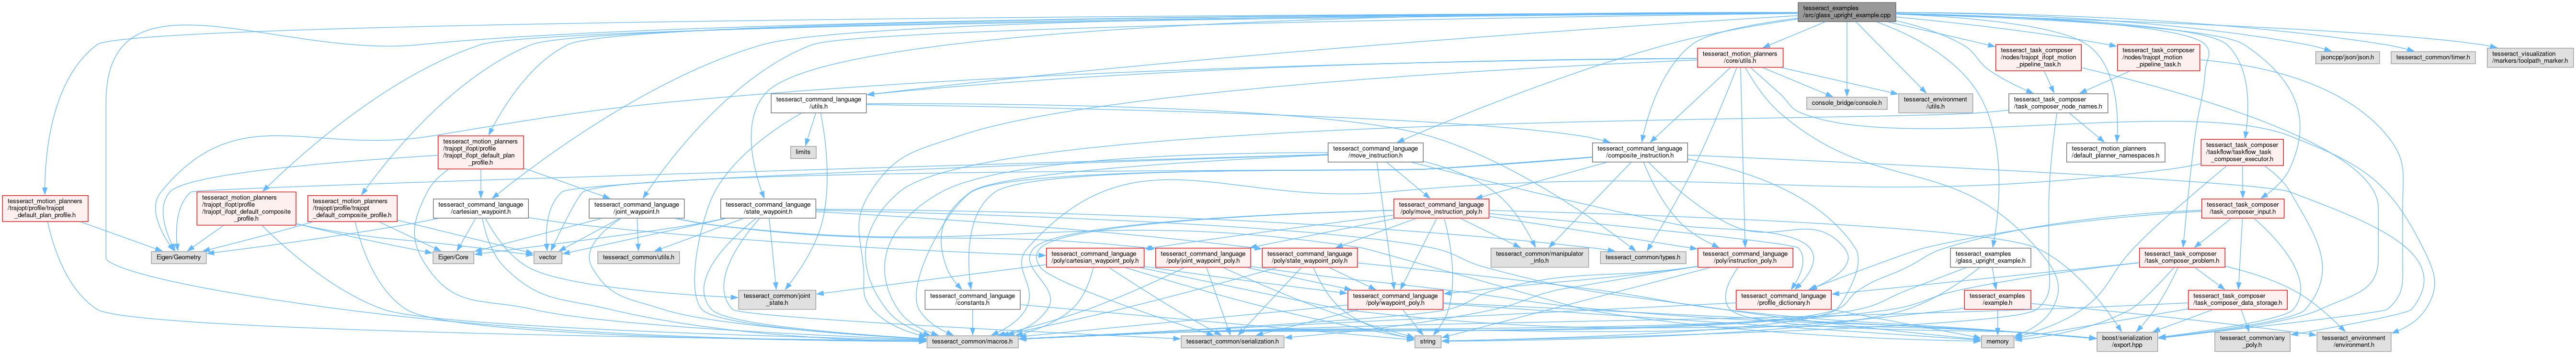 tesseract_examples
/src/glass_upright_example.cpp
tesseract_motion_planners
/core/utils.h
tesseract_task_composer
/nodes/trajopt_ifopt_motion
_pipeline_task.h
tesseract_task_composer
/nodes/trajopt_motion
_pipeline_task.h
jsoncpp/json/json.h
tesseract_common/timer.h
tesseract_visualization
/markers/toolpath_marker.h
tesseract_command_language
/utils.h
console_bridge/console.h
tesseract_environment
/utils.h
tesseract_task_composer
/task_composer_node_names.h
tesseract_motion_planners
/trajopt_ifopt/profile
/trajopt_ifopt_default_plan
_profile.h
limits
tesseract_command_language
/move_instruction.h
tesseract_command_language
/composite_instruction.h
tesseract_motion_planners
/default_planner_namespaces.h
tesseract_task_composer
/taskflow/taskflow_task
_composer_executor.h
tesseract_motion_planners
/trajopt/profile/trajopt
_default_plan_profile.h
tesseract_motion_planners
/trajopt_ifopt/profile
/trajopt_ifopt_default_composite
_profile.h
tesseract_motion_planners
/trajopt/profile/trajopt
_default_composite_profile.h
tesseract_command_language
/cartesian_waypoint.h
tesseract_command_language
/joint_waypoint.h
tesseract_command_language
/state_waypoint.h
tesseract_command_language
/poly/move_instruction_poly.h
tesseract_task_composer
/task_composer_input.h
Eigen/Geometry
Eigen/Core
vector
tesseract_common/utils.h
tesseract_command_language
/poly/cartesian_waypoint_poly.h
tesseract_command_language
/poly/joint_waypoint_poly.h
tesseract_command_language
/poly/state_waypoint_poly.h
tesseract_common/manipulator
_info.h
tesseract_common/types.h
tesseract_command_language
/poly/instruction_poly.h
tesseract_examples
/glass_upright_example.h
tesseract_task_composer
/task_composer_problem.h
tesseract_common/joint
_state.h
tesseract_command_language
/constants.h
tesseract_command_language
/poly/waypoint_poly.h
tesseract_command_language
/profile_dictionary.h
tesseract_examples
/example.h
tesseract_task_composer
/task_composer_data_storage.h
tesseract_common/macros.h
tesseract_common/serialization.h
string
memory
boost/serialization
/export.hpp
tesseract_common/any
_poly.h
tesseract_environment
/environment.h